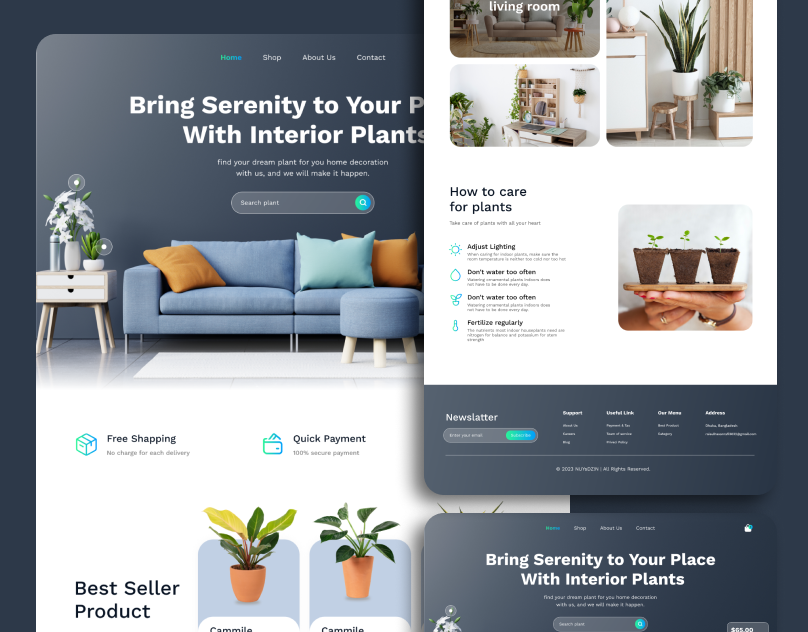 Home Shop About Us Contact
Bring Serenity to Your P
With Interior Plants
find your dream plant for you home decoration
with us, and we will make it happen.
Search plant
Free Shapping
No charge for each delivery
Quick Payment
100% secure payment
Best Seller
Product
Cammile
Cammile
living room
How to care
for plants
Take care of plants with all your heart
Adjust Lighting
When caring for indoor plants, make sure the
room temperature is neither too cold nor too hot
Don't water too often
Watering ornamental plants indoors does
not have to be done every day.
Don't water too often
Watering ornamental plants indoors does
not have to be done every day.
Fertilize regularly
The nutrients most indoor houseplants need are
nitrogen for balance and potassium for stem
strength
Newslatter
Enter your email
Subscribe
Support
About Us
Careers
Blog
Useful Link
Payment & Tax
Team of service
Privacy Policy
Our Menu
Best Product
Category
Address
Dhaka, Bangladesh
© 2023 NUYsDZIN | All Rights Reserved.
Home Shop About Us Contact
Bring Serenity to Your Place
With Interior Plants
find your dream plant for you home decoration
with us, and we will make it happen.
Search plant
$65.00